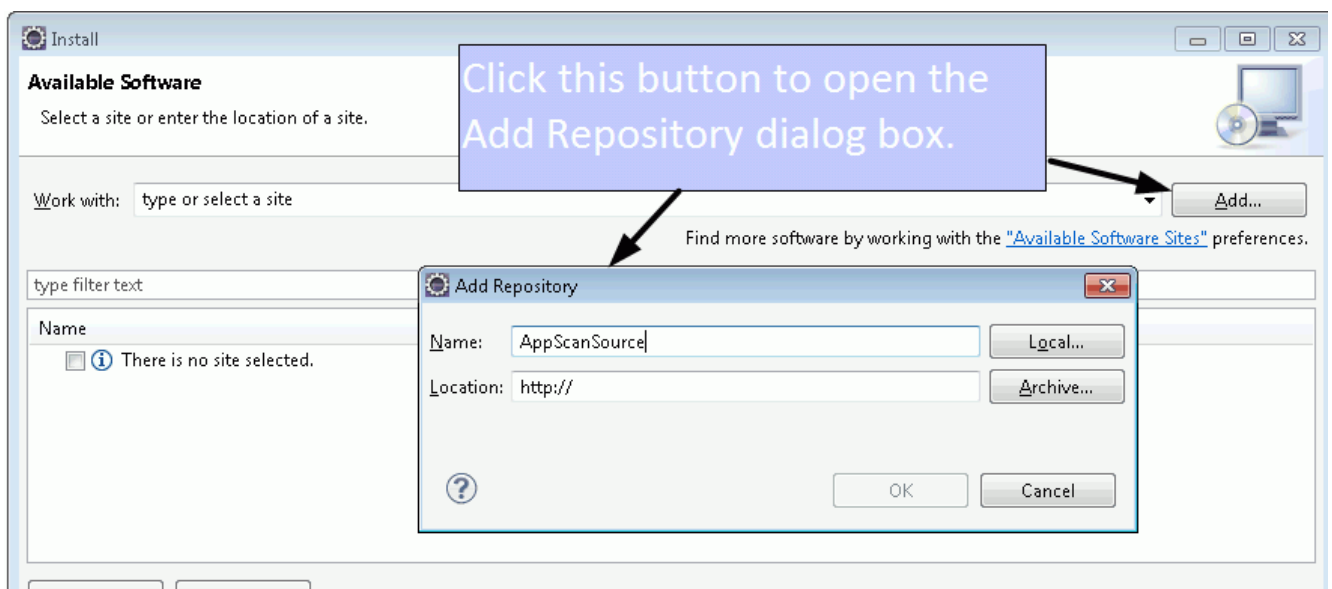 Install
Available Software
Select a site or enter the location of a site.
Click this button to open the
Add Repository dialog box.
Work with:
type or select a site
Add...
Find more software by working with the "Available Software Sites" preferences.
type filter text
Name
There is no site selected.
Add Repository
Name:
AppScanSource
Local...
Location:
http://
Archive...
?
OK
Cancel